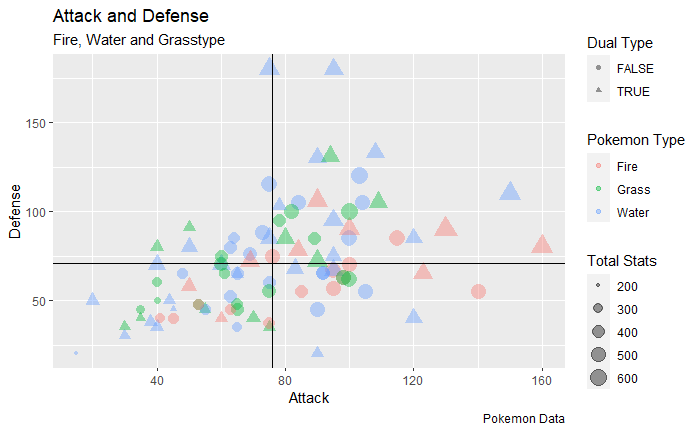 Attack and Defense
Fire, Water and Grasstype
Defense
150
100
50
40
80
120
160
Attack
Pokemon Data
Dual Type
FALSE
TRUE
Pokemon Type
Fire
Grass
Water
Total Stats
200
300
400
500
600